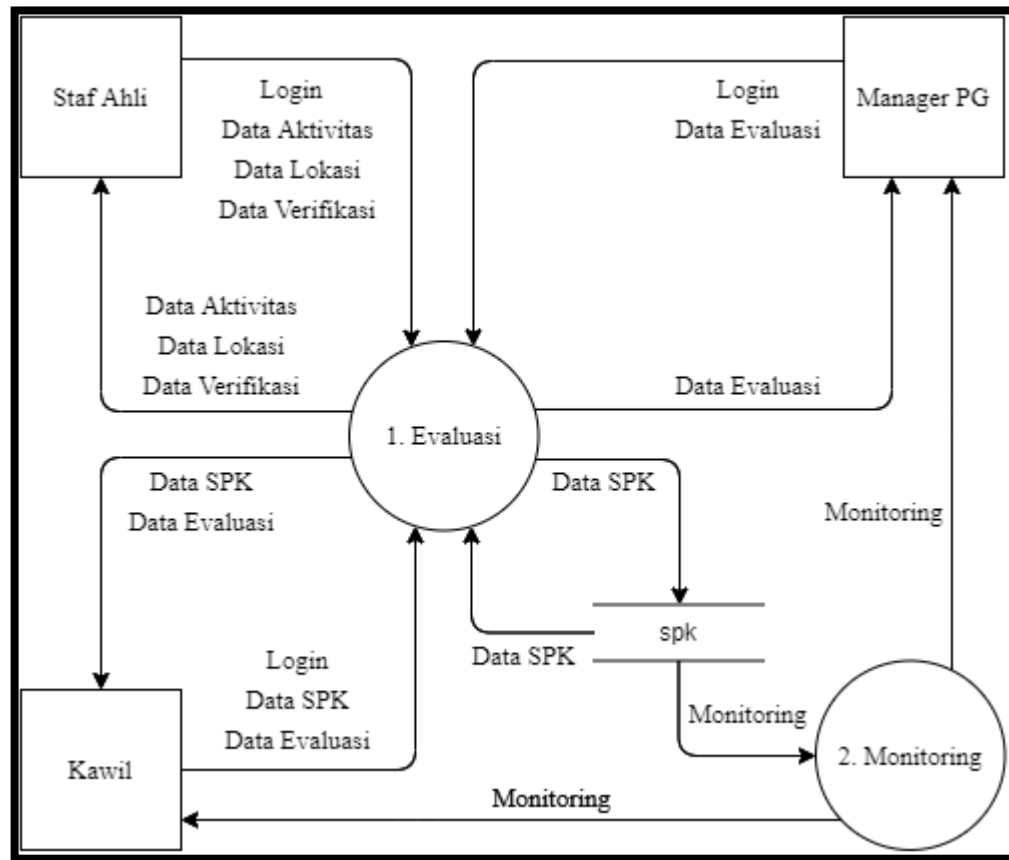 Staf Ahli
Login
Data Aktivitas
Data Lokasi
Data Verifikasi
Login
Data Evaluasi
Manager PG
Data Aktivitas
Data Lokasi
Data Verifikasi
1. Evaluasi
Data Evaluasi
Data SPK
Data Evaluasi
Data SPK
Monitoring
spk
Data SPK
Login
Data SPK
Data Evaluasi
Monitoring
2. Monitoring
Kawil
Monitoring